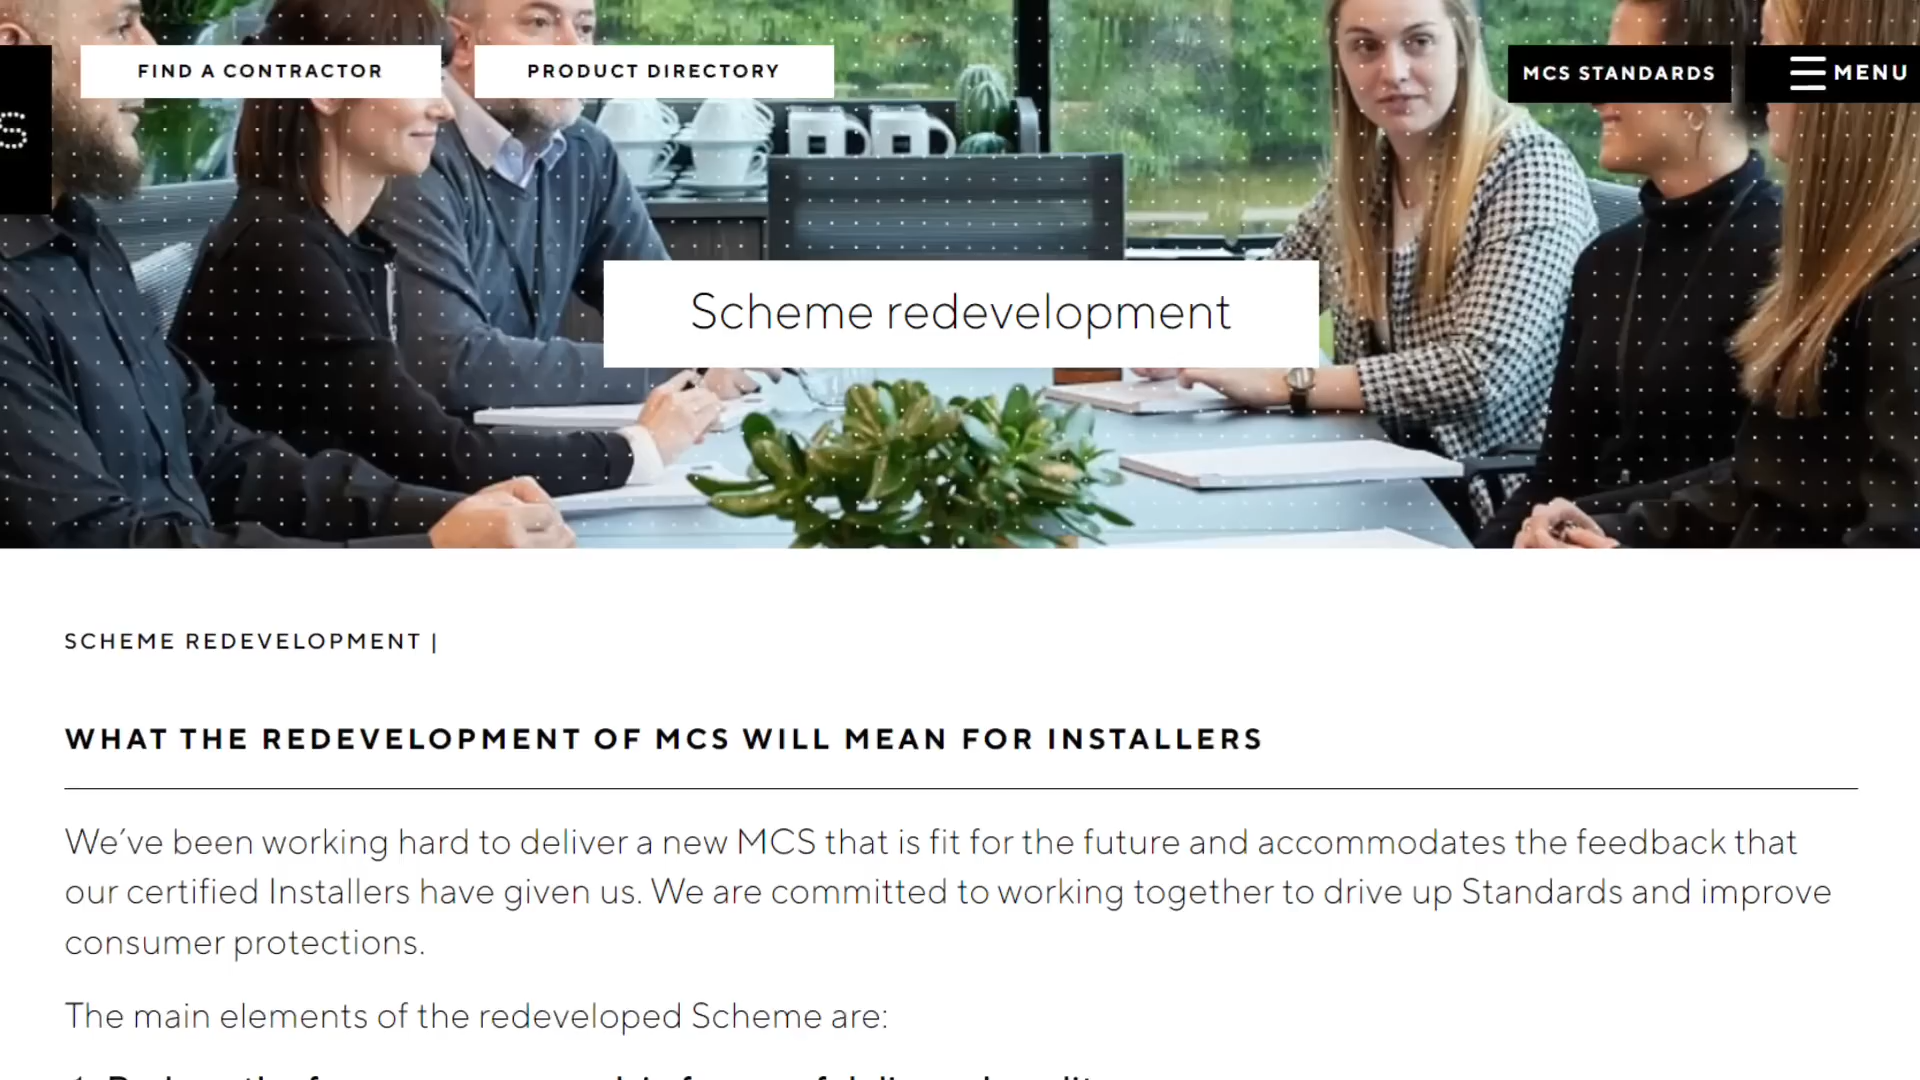 FIND A CONTRACTOR
PRODUCT DIRECTORY
MCS STANDARDS
MENU
S
Scheme redevelopment
SCHEME REDEVELOPMENT |
WHAT THE REDEVELOPMENT OF MCS WILL MEAN FOR INSTALLERS
We’ve been working hard to deliver a new MCS that is fit for the future and accommodates the feedback that
our certified Installers have given us. We are committed to working together to drive up Standards and improve
consumer protections.
The main elements of the redeveloped Scheme are: